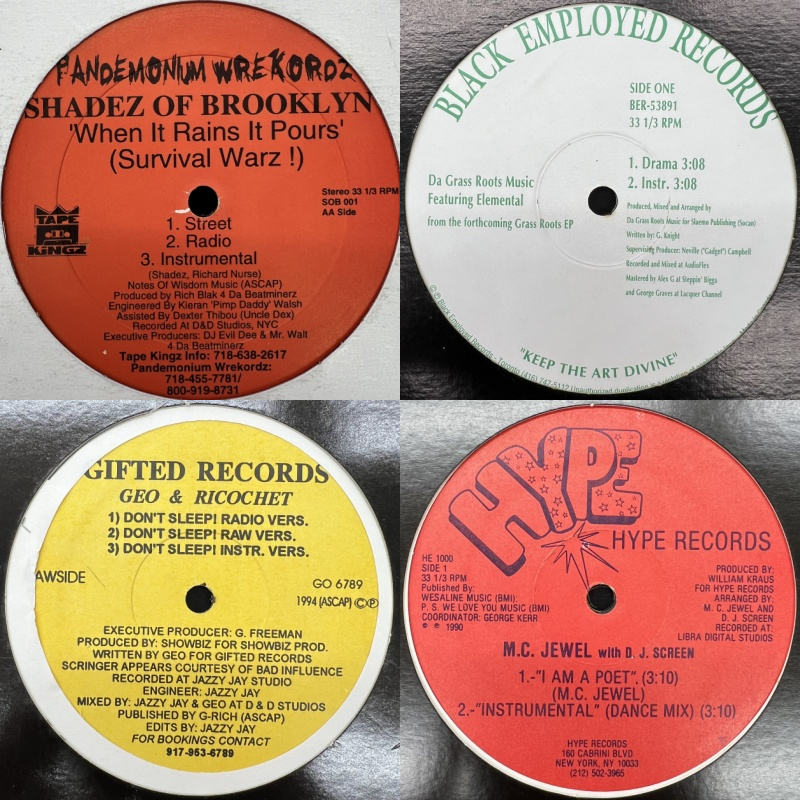 PANDEMONIUM WREKORDZ
SHADEZ OF BROOKLYN
'When It Rains It Pours'
(Survival Warz !)
Stereo 33 1/3 RPM
SOB 001
AA Side
TAPE
KINGZ
1. Street
2. Radio
3. Instrumental
(Shadez, Richard Nurse)
Notes Of Wisdom Music (ASCAP)
Produced by Rich Blak 4 Da Beatminerz
Engineered By Kieran 'Pimp Daddy' Walsh
Assisted By Dexter Thibou (Uncle Dex)
Recorded At D&D Studios, NYC
Executive Producers: DJ Evil Dee & Mr. Walt
4 Da Beatminerz
Tape Kingz Info: 718-638-2617
Pandemonium Wrekordz:
718-455-7781/
800-919-8731
BLACK EMPLOYED RECORDS
SIDE ONE
BER-53891
33 1/3 RPM
1. Drama 3:08
2. Instr. 3:08
Da Grass Roots Music
Featuring Elemental
from the forthcoming Grass Roots EP
Produced, Mixed and Arranged by
Da Grass Roots Music for Slaemo Publishing (Socan)
Written by: G. Knight
Supervising Producer: Neville ("Gadget") Campbell
Recorded and Mixed at AudioFlex
Mastered by Alex G at Steppin' Bigga
and George Graves at Lacquer Channel
"KEEP THE ART DIVINE"
℗ © Black Employed Records - Toronto (416) 747-5112 Unauthorized duplication is a violation of
GIFTED RECORDS
GEO & RICOCHET
1) DON'T SLEEP! RADIO VERS.
2) DON'T SLEEP! RAW VERS.
3) DON'T SLEEP! INSTR. VERS.
AWSIDE
GO 6789
1994 (ASCAP) © ℗
EXECUTIVE PRODUCER: G. FREEMAN
PRODUCED BY: SHOWBIZ FOR SHOWBIZ PROD.
WRITTEN BY GEO FOR GIFTED RECORDS
SCRINGER APPEARS COURTESY OF BAD INFLUENCE
RECORDED AT JAZZY JAY STUDIO
ENGINEER: JAZZY JAY
MIXED BY: JAZZY JAY & GEO AT D & D STUDIOS
PUBLISHED BY G-RICH (ASCAP)
EDITS BY: JAZZY JAY
FOR BOOKINGS CONTACT
917-953-6789
HYPE
HYPE RECORDS
HE 1000
SIDE 1
33 1/3 RPM
Published By:
WESALINE MUSIC (BMI):
P. S. WE LOVE YOU MUSIC (BMI)
COORDINATOR: GEORGE KERR
℗ © 1990
PRODUCED BY:
WILLIAM KRAUS
FOR HYPE RECORDS
ARRANGED BY:
M. C. JEWEL AND
D. J. SCREEN
RECORDED AT:
LIBRA DIGITAL STUDIOS
M.C. JEWEL with D. J. SCREEN
1.-"I AM A POET". (3:10)
(M.C. JEWEL)
2.-"INSTRUMENTAL" (DANCE MIX) (3:10)
HYPE RECORDS
160 CABRINI BLVD.
NEW YORK, NY 10033
(212) 502-3965